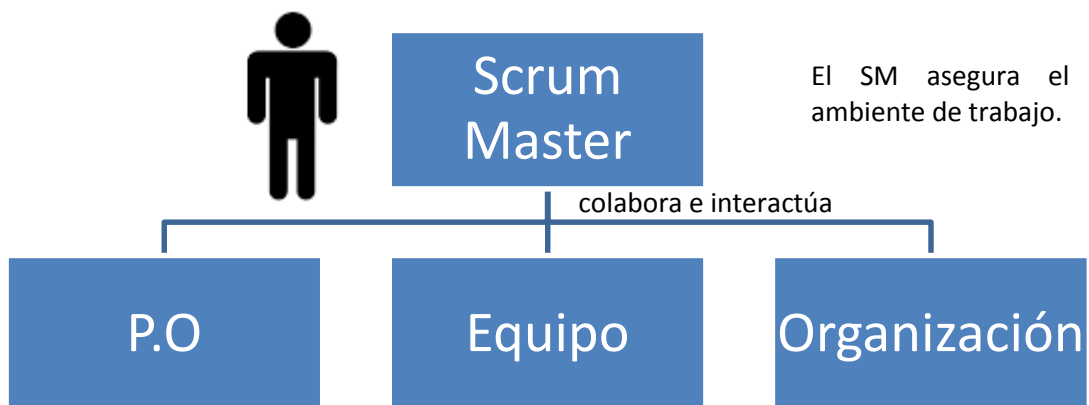 Scrum
Master
El SM asegura el
ambiente de trabajo.
colabora e interactúa
P.O
Equipo
Organización